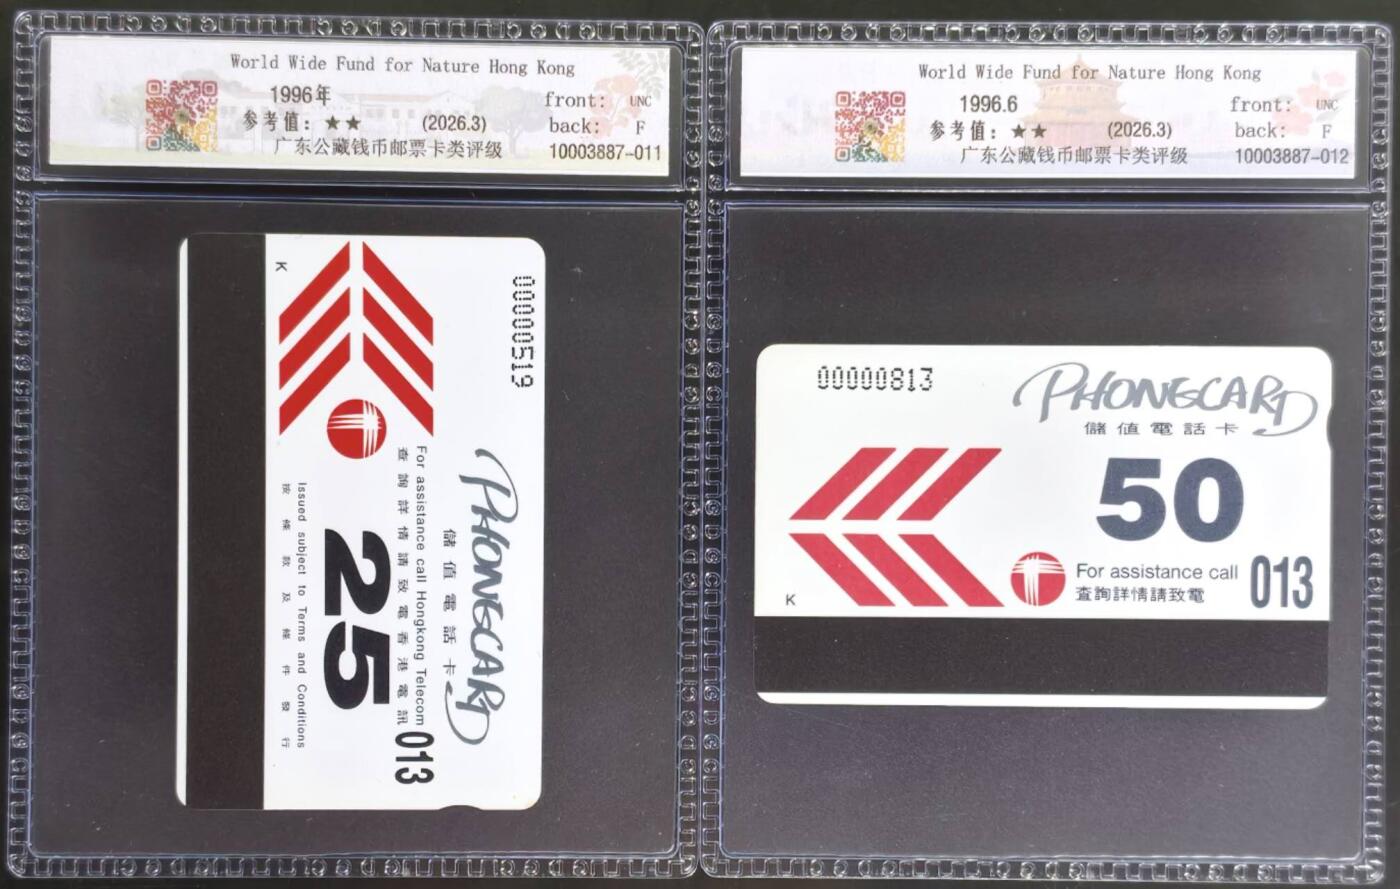 World Wide Fund for Nature Hong Kong
1996年
front: UNC
参考值：★★ (2026.3)
back: F
广东公藏钱币邮票卡类评级
10003887-011
K
00000519
PHONECARD
儲值電話卡
For assistance call Hongkong Telecom
查詢詳情請致電香港電訊
013
25
Issued subject to Terms and Conditions
按條款及條件發行
World Wide Fund for Nature Hong Kong
1996.6
front: UNC
参考值：★★ (2026.3)
back: F
广东公藏钱币邮票卡类评级
10003887-012
00000813
PHONECARD
儲值電話卡
50
For assistance call
查詢詳情請致電
013
K